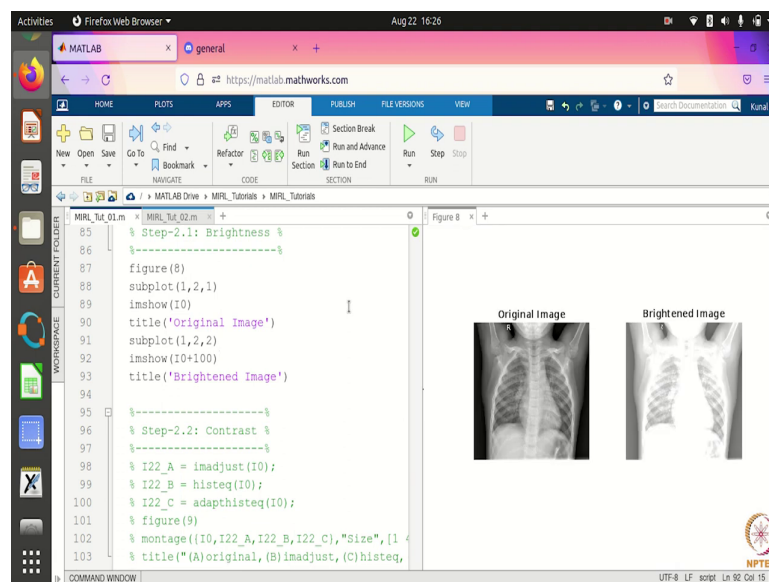 Activities Firefox Web Browser Aug 22 16:26
MATLAB × general × +
https://matlab.mathworks.com
HOME PLOTS APPS EDITOR PUBLISH FILE VERSIONS VIEW Search Documentation Kunal
New Open Save Go To Find Bookmark Refactor Run Section Section Break Run and Advance Run to End Run Step Stop
FILE NAVIGATE CODE SECTION RUN
/ > MATLAB Drive > MIRL_Tutorials > MIRL_Tutorials
CURRENT FOLDER
WORKSPACE
MIRL_Tut_01.m × MIRL_Tut_02.m × +
85 % Step-2.1: Brightness %
86 %----------------------%
87 figure(8)
88 subplot(1,2,1)
89 imshow(I0)
90 title('Original Image')
91 subplot(1,2,2)
92 imshow(I0+100)
93 title('Brightened Image')
94
95 %--------------------%
96 % Step-2.2: Contrast %
97 %--------------------%
98 % I22_A = imadjust(I0);
99 % I22_B = histeq(I0);
100 % I22_C = adapthisteq(I0);
101 % figure(9)
102 % montage({I0,I22_A,I22_B,I22_C},"Size",[1 4
103 % title("(A)original,(B)imadjust,(C)histeq,
Figure 8 × +
Original Image
R
Brightened Image
NPTE
COMMAND WINDOW UTF-8 LF script Ln 92 Col 15